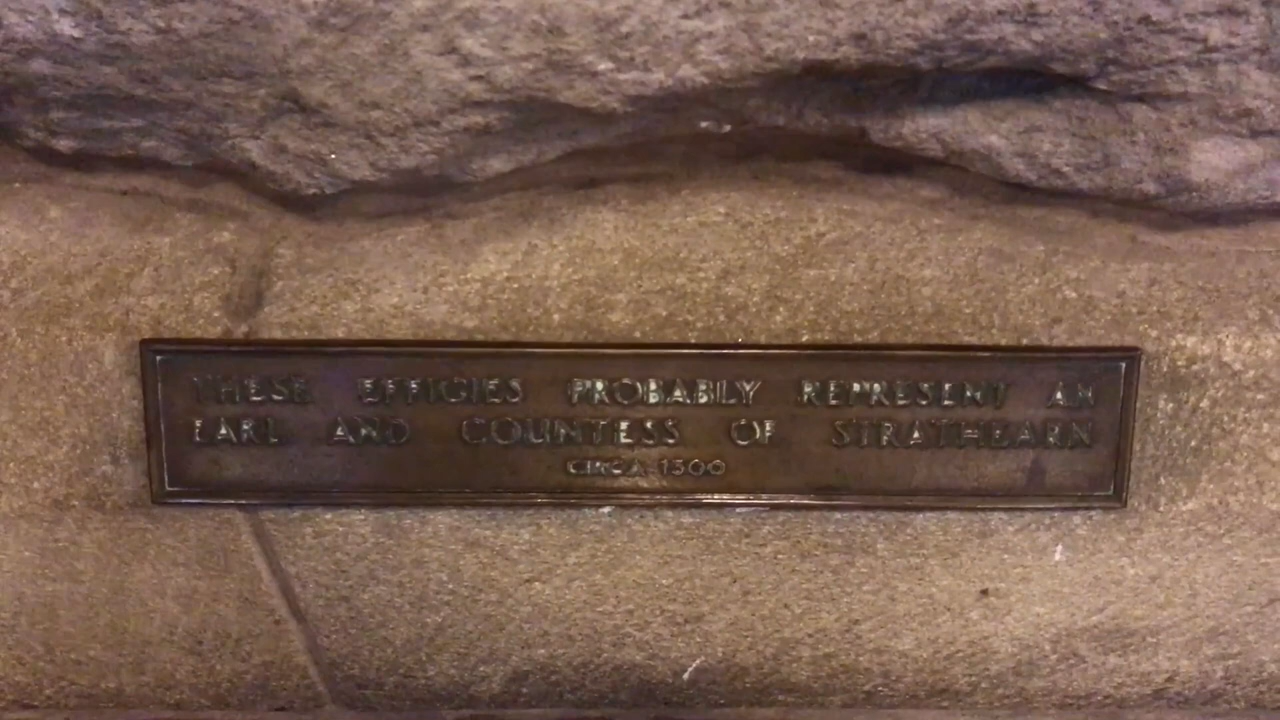 THESE EFFIGIES PROBABLY REPRESENT AN
EARL AND COUNTESS OF STRATHEARN
CIRCA 1300